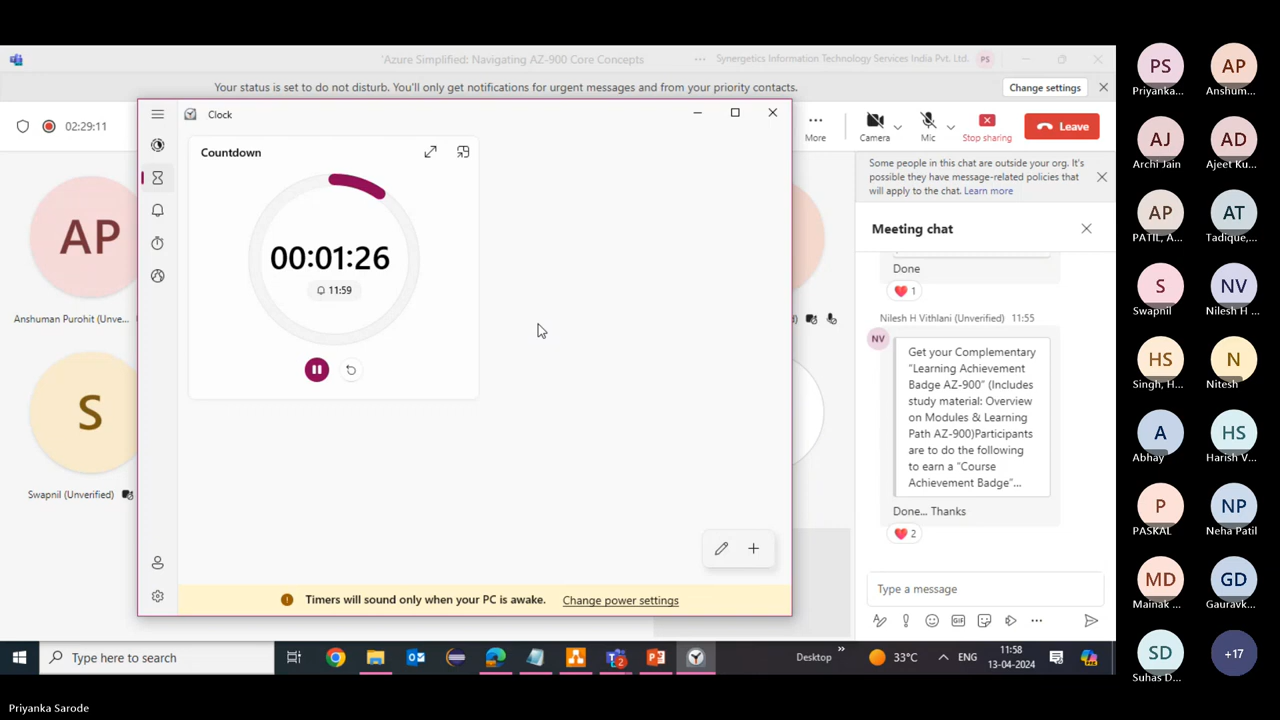 'Azure Simplified: Navigating AZ-900 Core Concepts
Synergetics Information Technology Services India Pvt. Ltd.
PS
Your status is set to do not disturb. You'll only get notifications for urgent messages and from your priority contacts.
Change settings
02:29:11
More
Camera
Mic
Stop sharing
Leave
Clock
Countdown
00:01:26
11:59
Timers will sound only when your PC is awake.
Change power settings
AP
Anshuman Purohit (Unve...
S
Swapnil (Unverified)
Some people in this chat are outside your org. It's
possible they have message-related policies that
will apply to the chat. Learn more
Meeting chat
Done
1
Nilesh H Vithlani (Unverified) 11:55
NV
Get your Complementary
"Learning Achievement
Badge AZ-900" (Includes
study material: Overview
on Modules & Learning
Path AZ-900)Participants
are to do the following
to earn a "Course
Achievement Badge"...
Done... Thanks
2
Type a message
GIF
Type here to search
2
Desktop
33°C
ENG
11:58
13-04-2024
PS
Priyanka...
AP
Anshum...
AJ
Archi Jain
AD
Ajeet Ku...
AP
PATIL, A...
AT
Tadique,...
S
Swapnil
NV
Nilesh H ...
HS
Singh, H...
N
Nitesh
A
Abhay
HS
Harish V...
P
PASKAL
NP
Neha Patil
MD
Mainak ...
GD
Gauravk...
SD
Suhas D...
+17
Priyanka Sarode